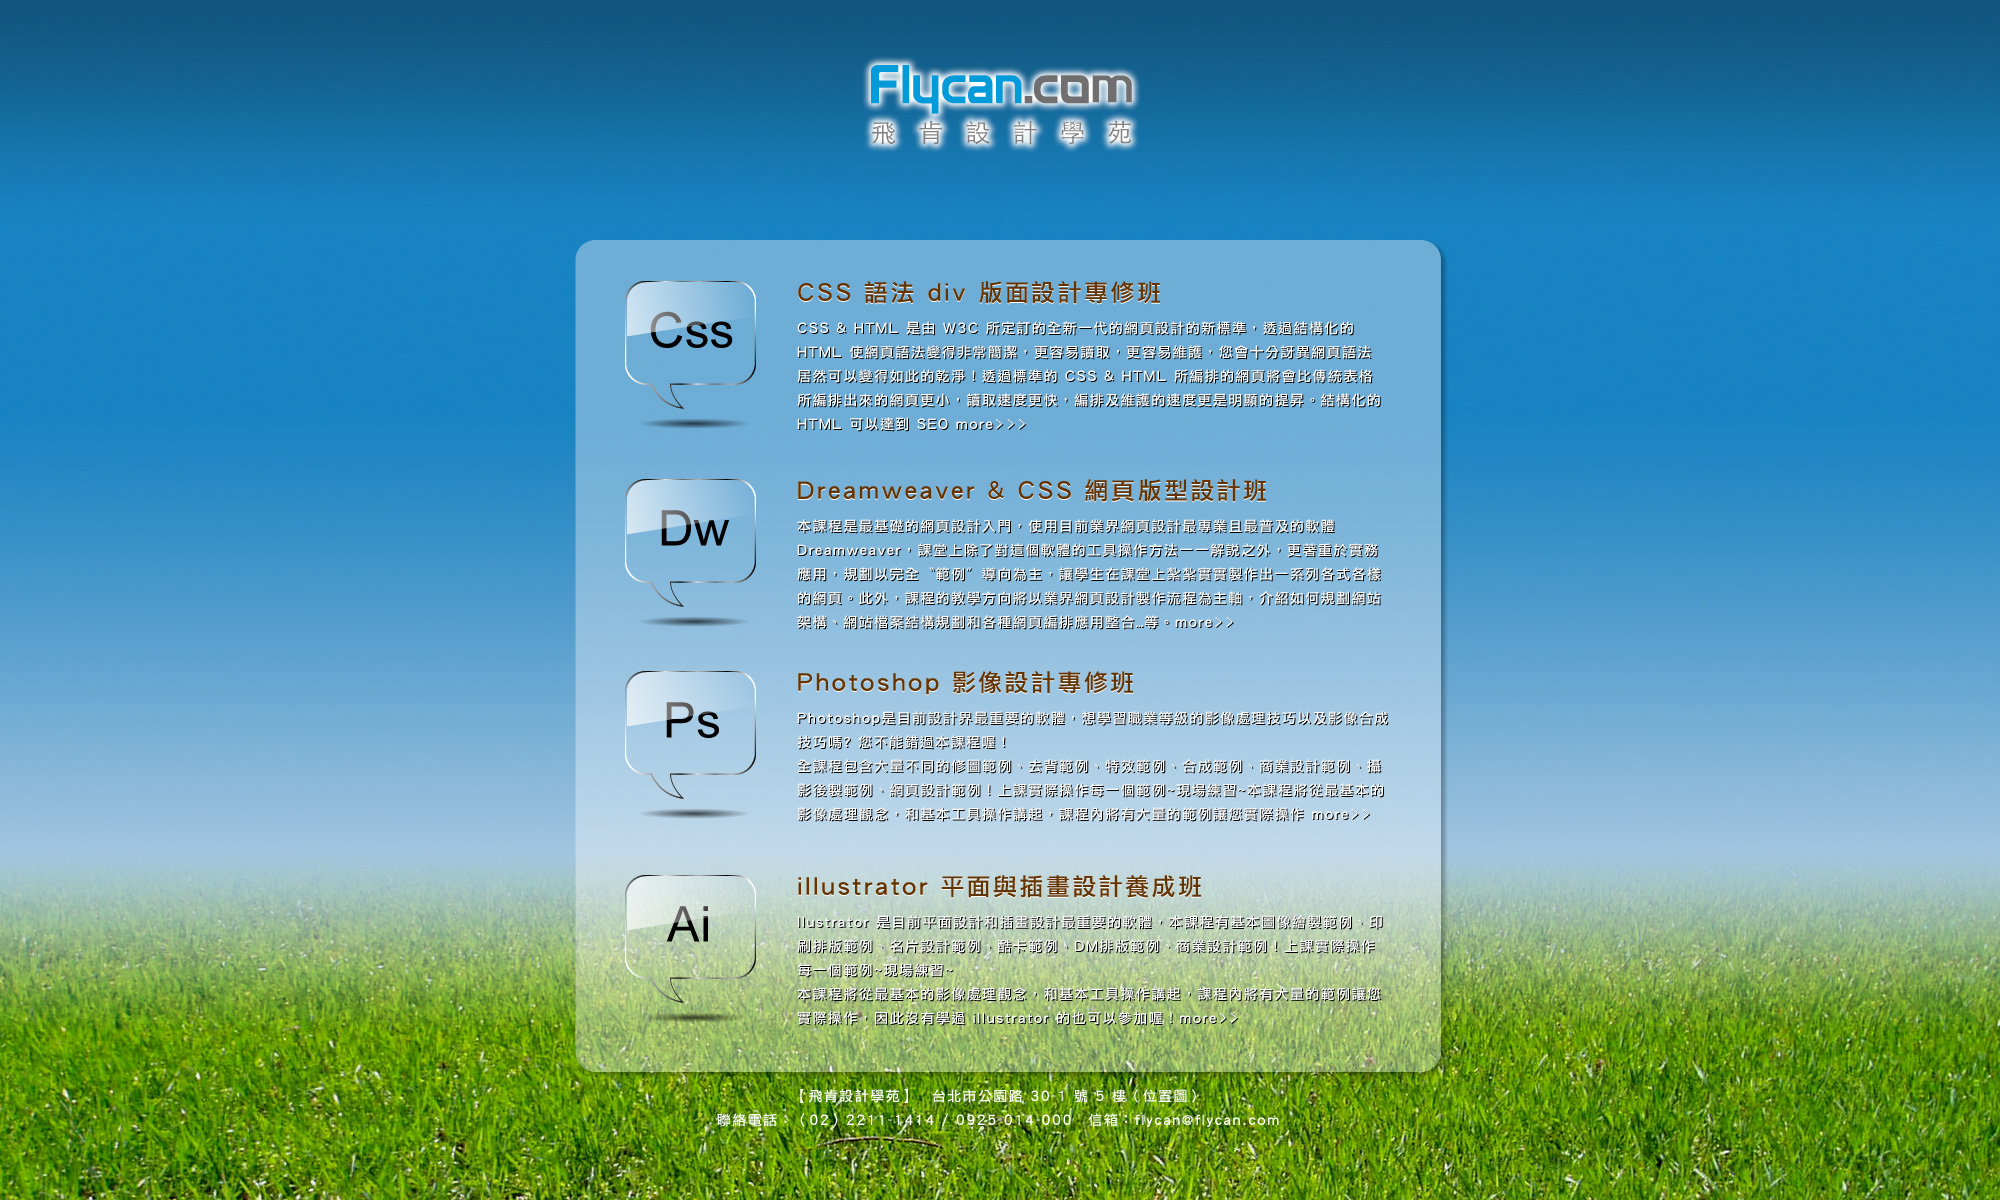 Flycan.com
飛肯設計學苑
Css
CSS 語法 div 版面設計專修班
CSS & HTML 是由 W3C 所定訂的全新一代的網頁設計的新標準，透過結構化的
HTML 使網頁語法變得非常簡潔，更容易讀取，更容易維護，您會十分訝異網頁語法
居然可以變得如此的乾淨！透過標準的 CSS & HTML 所編排的網頁將會比傳統表格
所編排出來的網頁更小，讀取速度更快，編排及維護的速度更是明顯的提昇。結構化的
HTML 可以達到 SEO more>>>
Dw
Dreamweaver & CSS 網頁版型設計班
本課程是最基礎的網頁設計入門，使用目前業界網頁設計最專業且最普及的軟體
Dreamweaver，課堂上除了對這個軟體的工具操作方法一一解說之外，更著重於實務
應用，規劃以完全〝範例〞導向為主，讓學生在課堂上紮紮實實製作出一系列各式各樣
的網頁。此外，課程的教學方向將以業界網頁設計製作流程為主軸，介紹如何規劃網站
架構、網站檔案結構規劃和各種網頁編排應用整合…等。more>>
Ps
Photoshop 影像設計專修班
Photoshop是目前設計界最重要的軟體，想學習職業等級的影像處理技巧以及影像合成
技巧嗎? 您不能錯過本課程喔！
全課程包含大量不同的修圖範例、去背範例、特效範例、合成範例、商業設計範例、攝
影後製範例、網頁設計範例！上課實際操作每一個範例~現場練習~本課程將從最基本的
影像處理觀念，和基本工具操作講起，課程內將有大量的範例讓您實際操作 more>>
Ai
illustrator 平面與插畫設計養成班
llustrator 是目前平面設計和插畫設計最重要的軟體，本課程有基本圖像繪製範例、印
刷排版範例、名片設計範例、酷卡範例、DM排版範例、商業設計範例！上課實際操作
每一個範例~現場練習~
本課程將從最基本的影像處理觀念，和基本工具操作講起，課程內將有大量的範例讓您
實際操作，因此沒有學過 illustrator 的也可以參加喔！more>>
【飛肯設計學苑】 台北市公園路 30-1 號 5 樓（位置圖）
聯絡電話：（02）2211-1414 / 0925-014-000 信箱：flycan@flycan.com